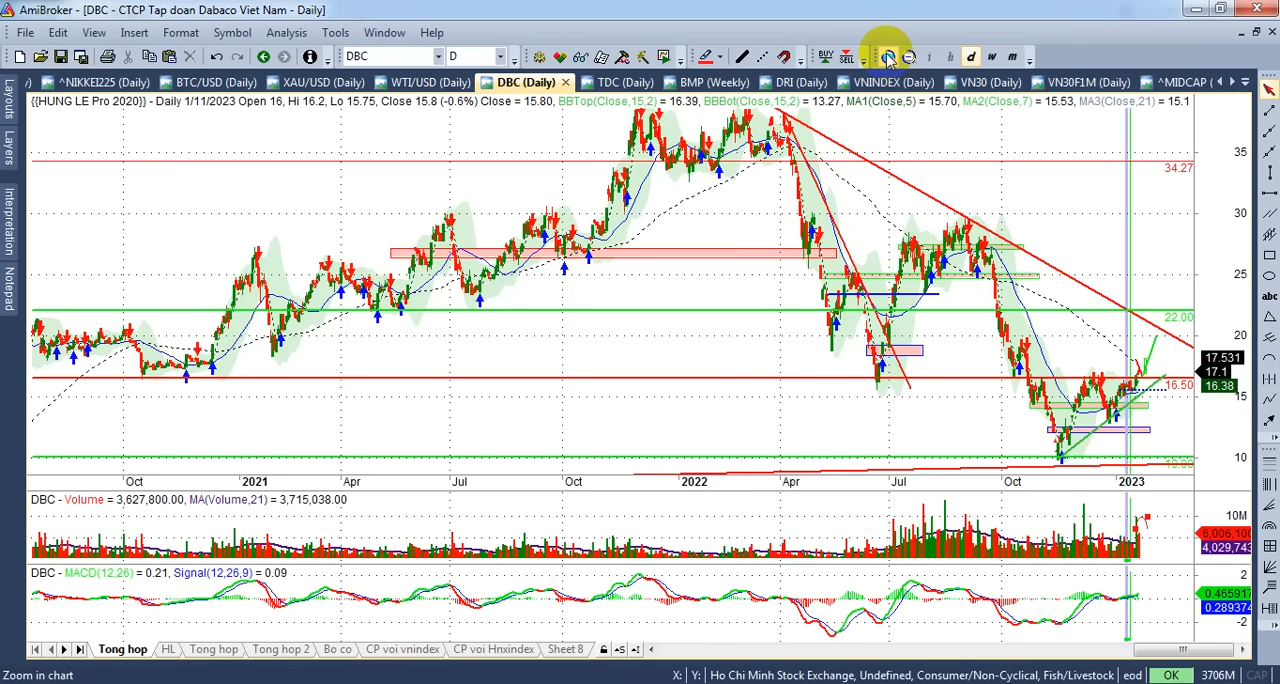 AmiBroker - [DBC - CTCP Tap doan Dabaco Viet Nam - Daily]
File Edit View Insert Format Symbol Analysis Tools Window Help
DBC D BUY SELL i h d w m
^NIKKEI225 (Daily) BTC/USD (Daily) XAU/USD (Daily) WTI/USD (Daily) DBC (Daily) TDC (Daily) BMP (Weekly) DRI (Daily) VNINDEX (Daily) VN30 (Daily) VN30F1M (Daily) ^MIDCAP (
Layouts
Layers
Interpretation
Notepad
{{HUNG LE Pro 2020}} - Daily 1/11/2023 Open 16, Hi 16.2, Lo 15.75, Close 15.8 (-0.6%) Close = 15.80, BBTop(Close,15,2) = 16.39, BBBot(Close,15,2) = 13.27, MA1(Close,5) = 15.70, MA2(Close,7) = 15.53, MA3(Close,21) = 15.1
abc
35
34.27
30
25
22.00
20
17.531
17.1
16.50
16.38
15
10
10.00
Oct 2021 Apr Jul Oct 2022 Apr Jul Oct 2023
DBC - Volume = 3,627,800.00, MA(Volume,21) = 3,715,038.00
10M
6,006,100
4,029,743
DBC - MACD(12,26) = 0.21, Signal(12,26,9) = 0.09
2
0.465917
0.289374
-2
Tong hop HL Tong hop Tong hop 2 Bo co CP voi vnindex CP voi Hnxindex Sheet 8
Zoom in chart X: Y: Ho Chi Minh Stock Exchange, Undefined, Consumer/Non-Cyclical, Fish/Livestock eod OK 3706M CAP